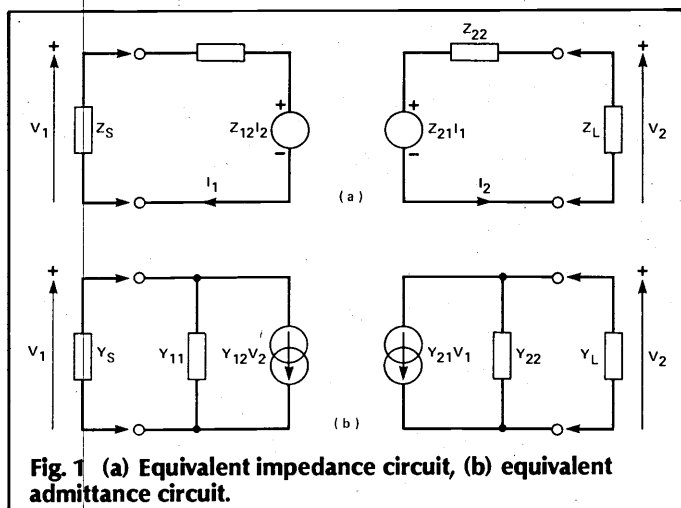 Z22
+
V1
ZS
+
Z12I2
−
I1
+
Z21I1
−
I2
ZL
+
V2
(a)
+
V1
YS
Y11
Y12V2
Y21V1
Y22
YL
+
V2
(b)
Fig. 1 (a) Equivalent impedance circuit, (b) equivalent
admittance circuit.